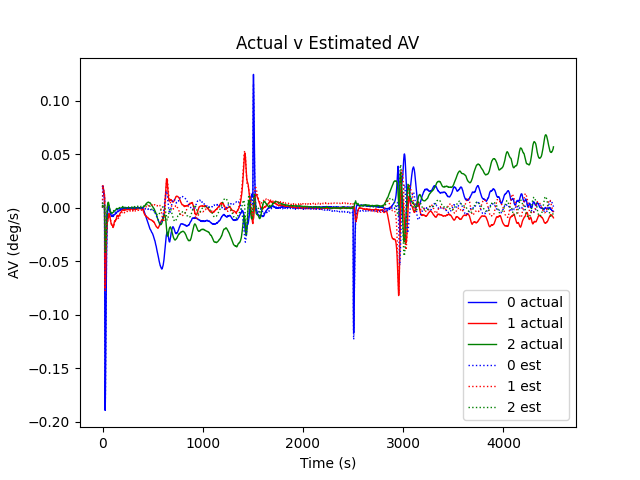 Actual v Estimated AV
AV (deg/s)
0.10
0.05
0.00
−0.05
−0.10
−0.15
−0.20
0 actual
1 actual
2 actual
0 est
1 est
2 est
0 1000 2000 3000 4000
Time (s)